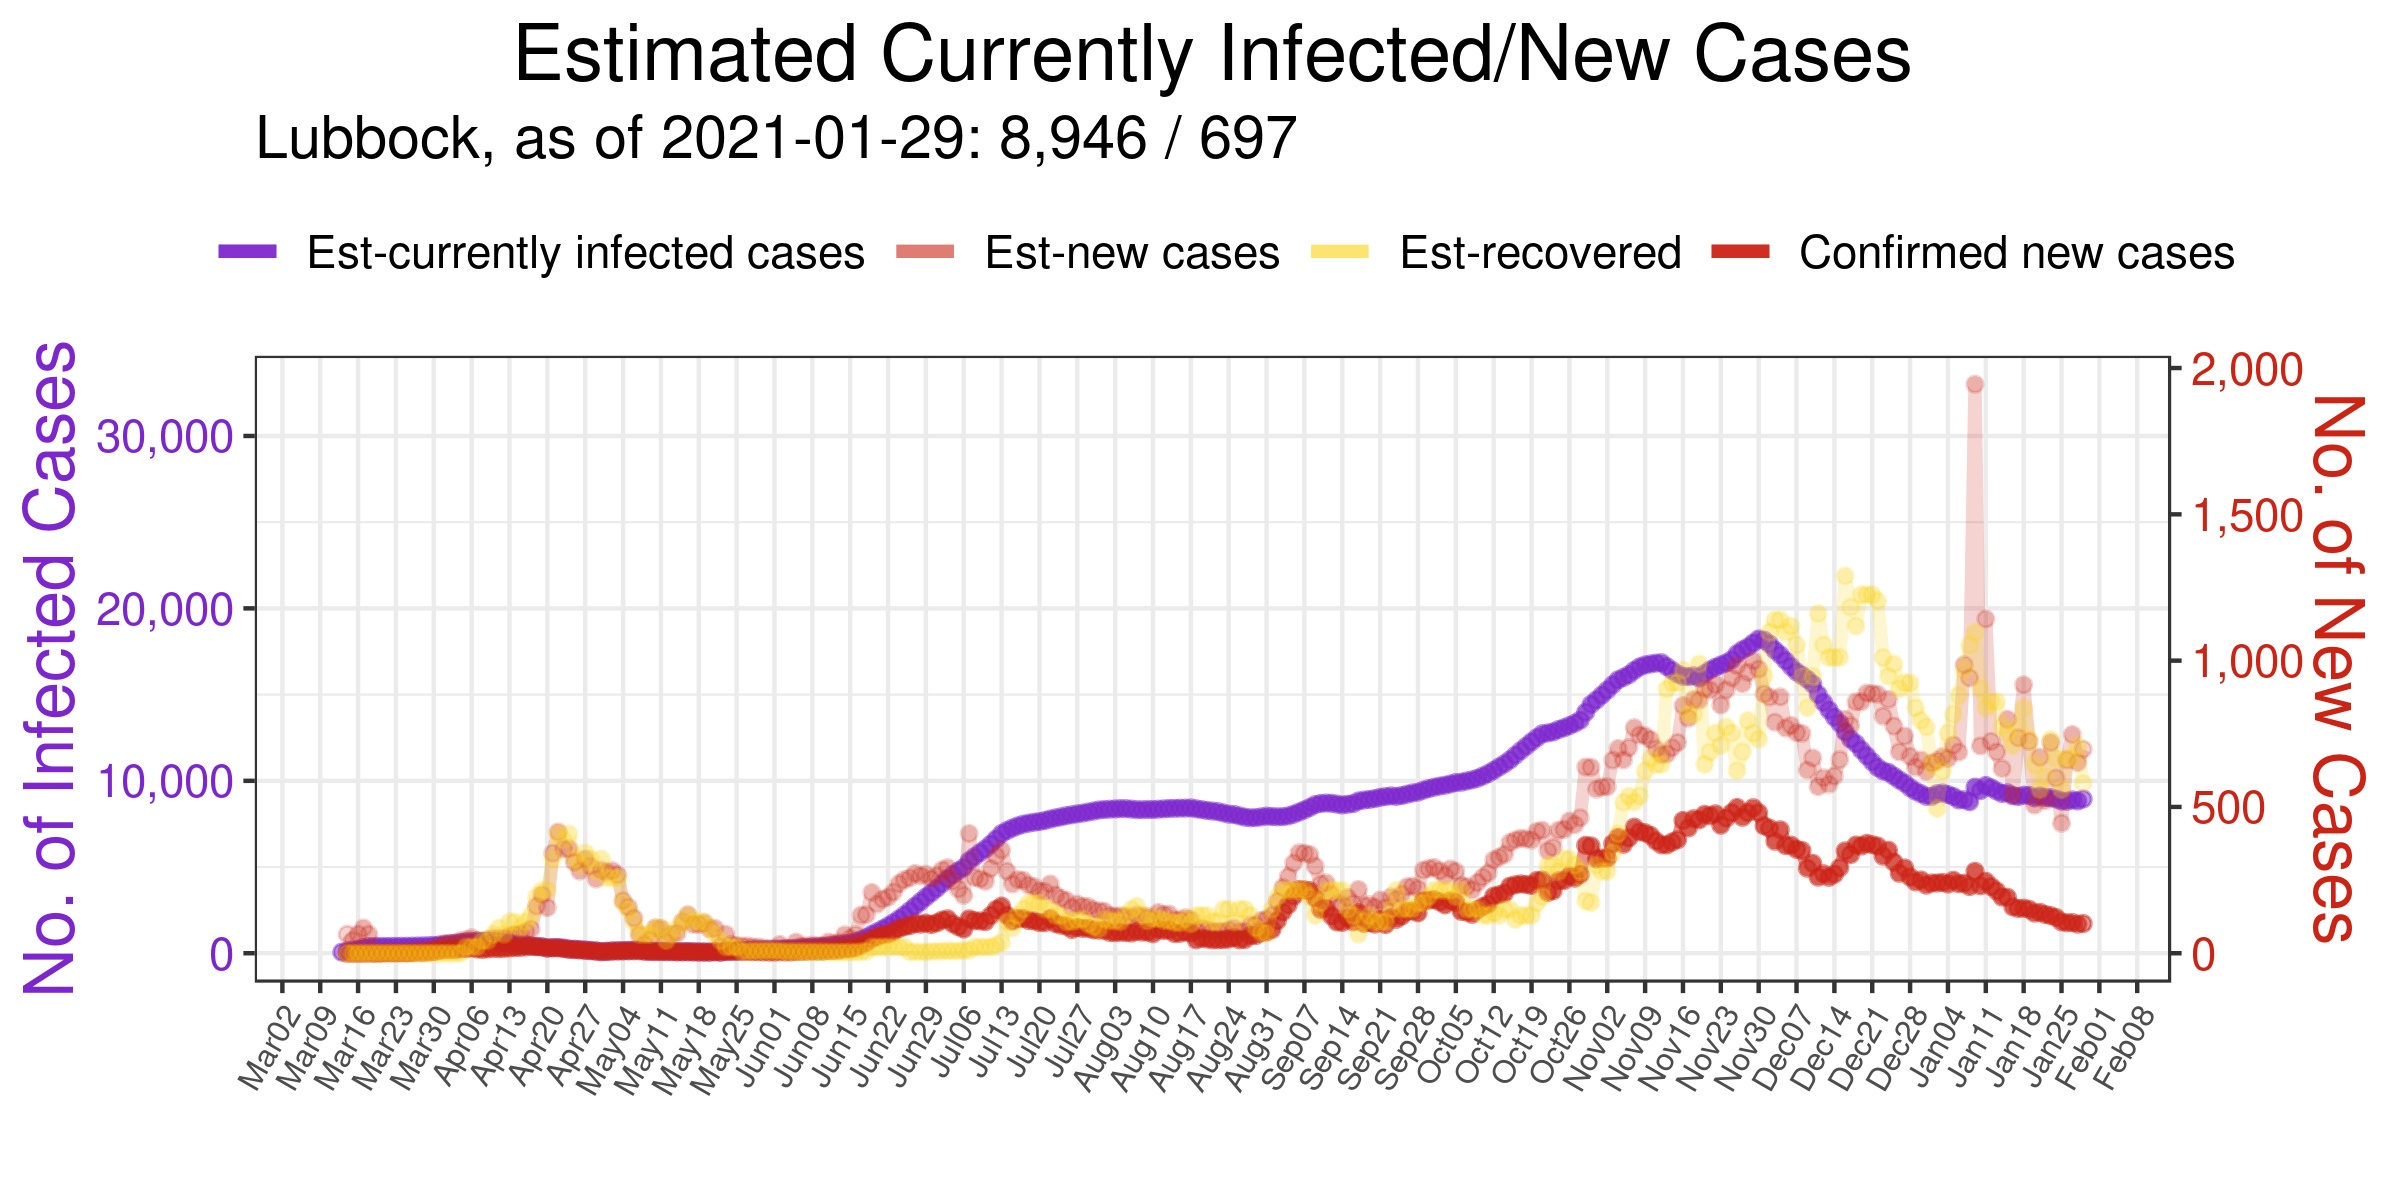 Estimated Currently Infected/New Cases
Lubbock, as of 2021-01-29: 8,946 / 697
Est-currently infected cases Est-new cases Est-recovered Confirmed new cases
No. of Infected Cases
30,000
20,000
10,000
0
2,000
1,500
1,000
500
0
No. of New Cases
Mar02 Mar09 Mar16 Mar23 Mar30 Apr06 Apr13 Apr20 Apr27 May04 May11 May18 May25 Jun01 Jun08 Jun15 Jun22 Jun29 Jul06 Jul13 Jul20 Jul27 Aug03 Aug10 Aug17 Aug24 Aug31 Sep07 Sep14 Sep21 Sep28 Oct05 Oct12 Oct19 Oct26 Nov02 Nov09 Nov16 Nov23 Nov30 Dec07 Dec14 Dec21 Dec28 Jan04 Jan11 Jan18 Jan25 Feb01 Feb08